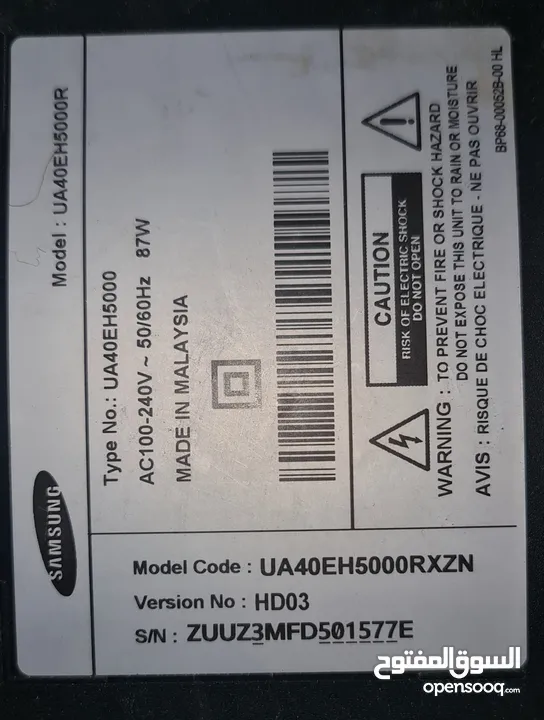 SAMSUNG
Model : UA40EH5000R
Type No.: UA40EH5000
AC100-240V ~ 50/60Hz 87W
MADE IN MALAYSIA
CAUTION
RISK OF ELECTRIC SHOCK
DO NOT OPEN
WARNING : TO PREVENT FIRE OR SHOCK HAZARD
DO NOT EXPOSE THIS UNIT TO RAIN OR MOISTURE
AVIS : RISQUE DE CHOC ELECTRIQUE - NE PAS OUVRIR
BP68-00052B-00 HL
Model Code : UA40EH5000RXZN
Version No : HD03
S/N : ZUUZ3MFD501577E
السوق المفتوح
opensooq.com